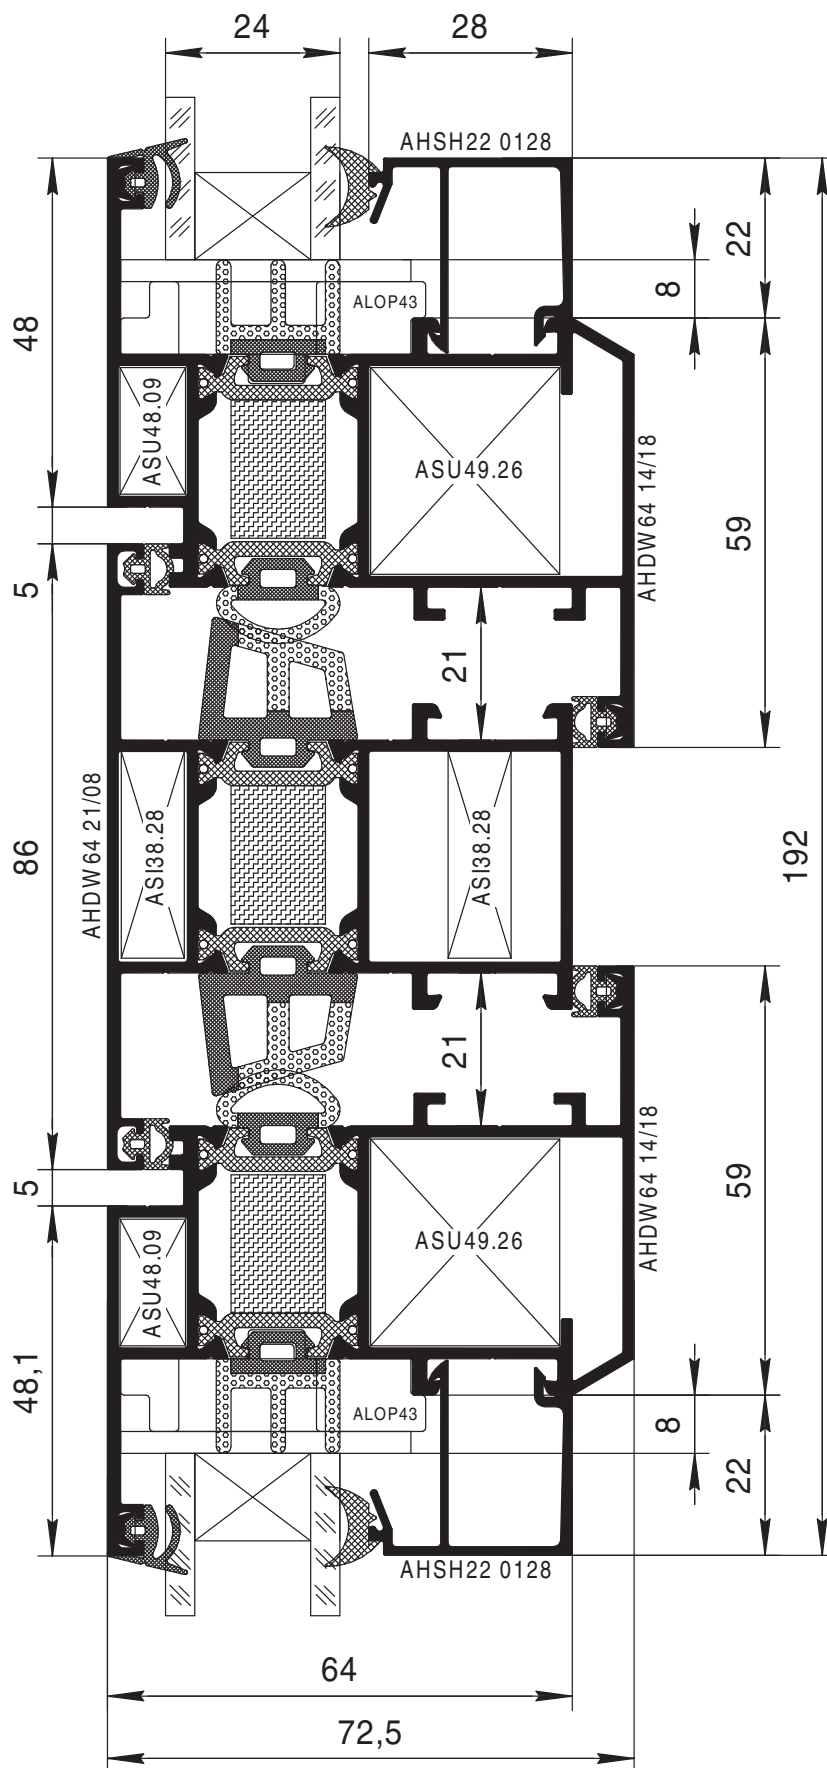 24
28
AHSH22 0128
48
22
8
ALOP43
ASU48.09
ASU49.26
AHDW64 14/18
59
5
21
AHDW64 21/08
86
ASI38.28
ASI38.28
192
21
AHDW64 14/18
5
59
ASU49.26
ASU48.09
48,1
ALOP43
8
22
AHSH22 0128
64
72,5